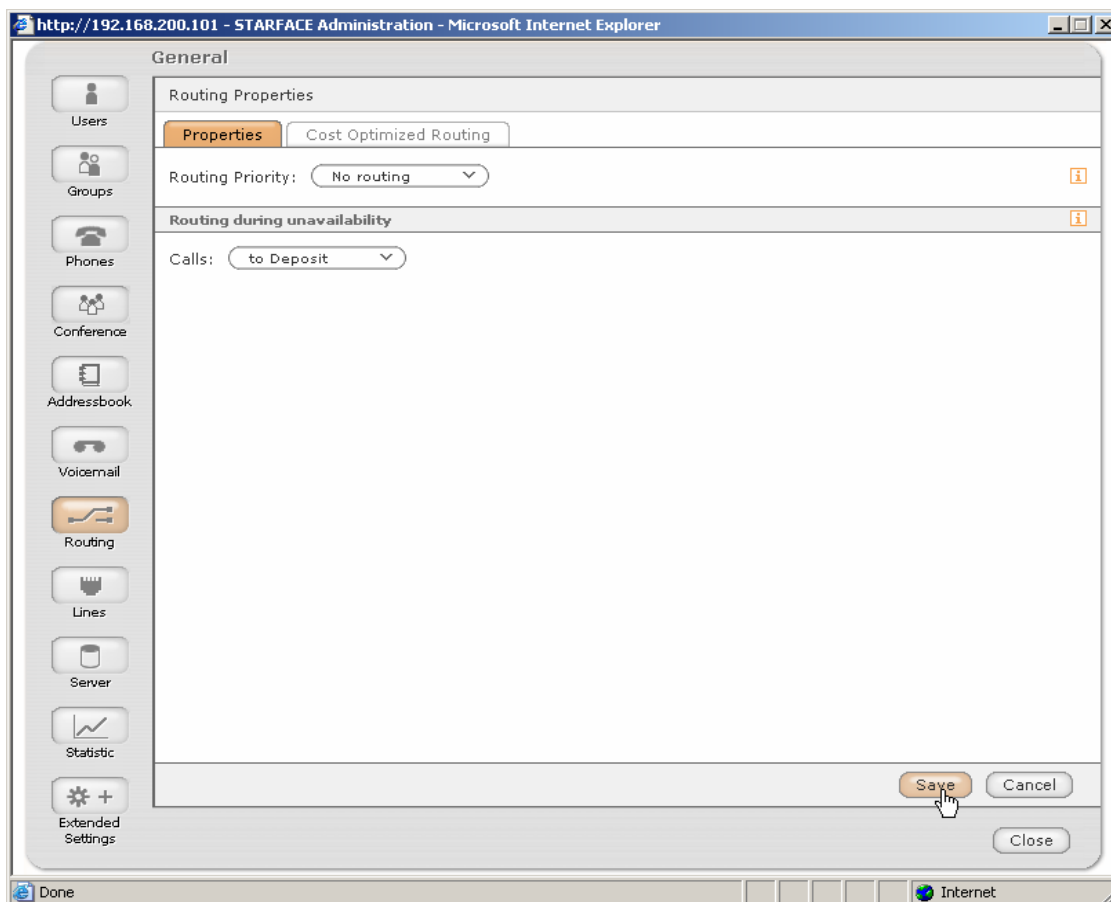 http://192.168.200.101 - STARFACE Administration - Microsoft Internet Explorer
General
Users
Groups
Phones
Conference
Addressbook
Voicemail
Routing
Lines
Server
Statistic
Extended
Settings
Routing Properties
Properties Cost Optimized Routing
Routing Priority: No routing
Routing during unavailability
Calls: to Deposit
Save Cancel
Close
Done Internet